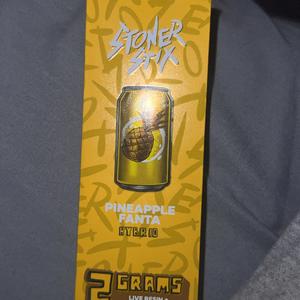 STONER
STIX
PINEAPPLE
FANTA
HYBRID
2 GRAMS
LIVE RESIN +